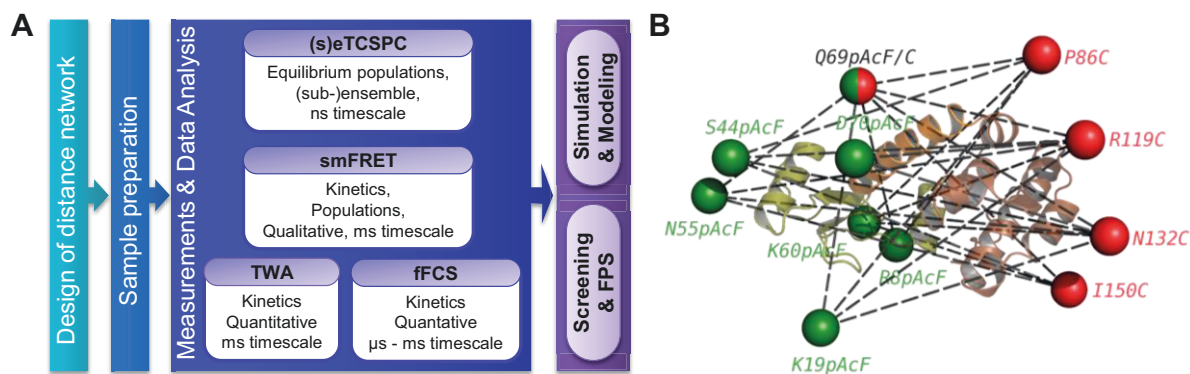 A
Design of distance network
Sample preparation
Measurements & Data Analysis
(s)eTCSPC
Equilibrium populations,
(sub-)ensemble,
ns timescale
smFRET
Kinetics,
Populations,
Qualitative, ms timescale
TWA
Kinetics
Quantitative
ms timescale
fFCS
Kinetics
Quantative
µs - ms timescale
Simulation
& Modeling
Screening
& FPS
B
Q69pAcF/C
P86C
S44pAcF
D70pAcF
R119C
N55pAcF
K60pAcF
R8pAcF
N132C
I150C
K19pAcF